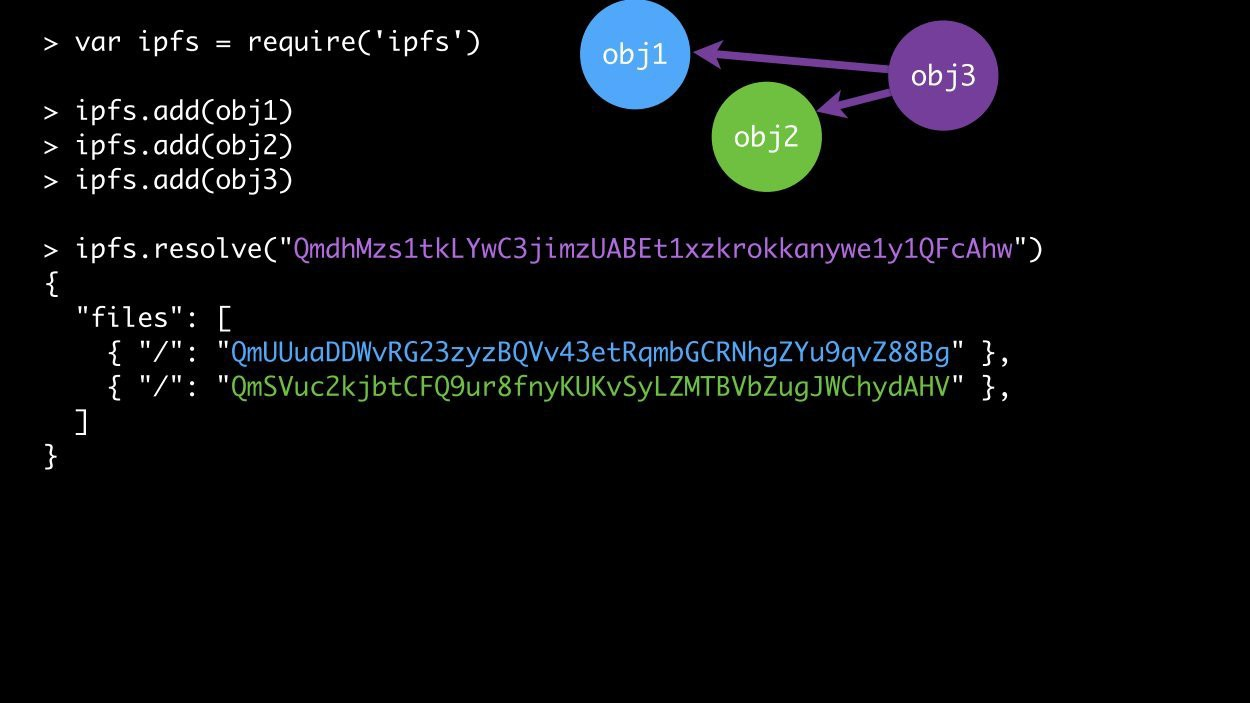 > var ipfs = require('ipfs')
obj1
obj3
obj2
> ipfs.add(obj1)
> ipfs.add(obj2)
> ipfs.add(obj3)
> ipfs.resolve("QmdhMzs1tkLYwC3jimzUABEt1xzkrokkanywe1y1QFcAhw")
{
"files": [
{ "/": "QmUUuaDDWvRG23zyzBQVv43etRqmbGCRNhgZYu9qvZ88Bg" },
{ "/": "QmSVuc2kjbtCFQ9ur8fnyKUKvSyLZMTBVbZugJWChydAHV" },
]
}